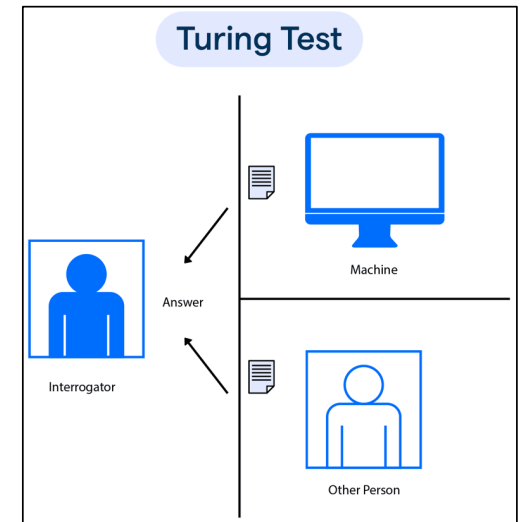 Turing Test
Machine
Answer
Interrogator
Other Person